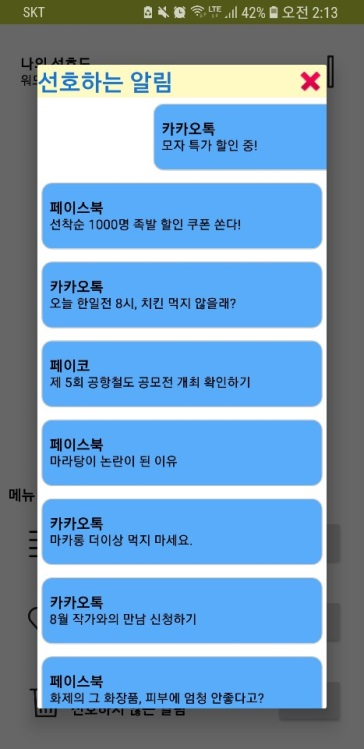 SKT
LTE
42%
오전 2:13
나의 선호도
워드
선호하는 알림
카카오톡
모자 특가 할인 중!
페이스북
선착순 1000명 족발 할인 쿠폰 쏜다!
카카오톡
오늘 한일전 8시, 치킨 먹지 않을래?
페이코
제 5회 공항철도 공모전 개최 확인하기
페이스북
마라탕이 논란이 된 이유
메뉴
카카오톡
마카롱 더이상 먹지 마세요.
카카오톡
8월 작가와의 만남 신청하기
페이스북
화제의 그 화장품, 피부에 엄청 안좋다고?
선호하지 않은 알림